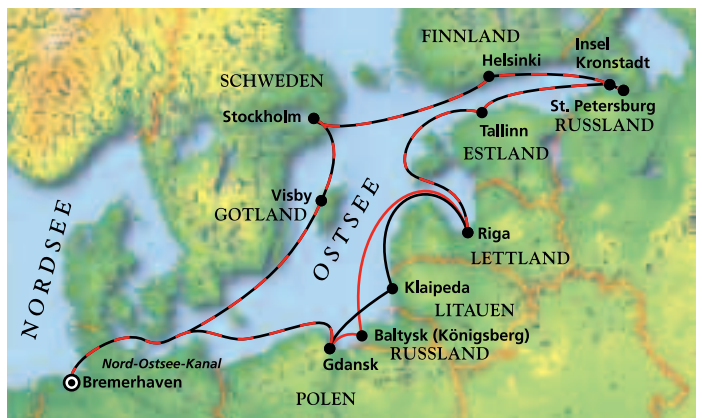 FINNLAND
Helsinki
Insel
Kronstadt
SCHWEDEN
Stockholm
St. Petersburg
RUSSLAND
Tallinn
ESTLAND
Visby
GOTLAND
NORDSEE
OSTSEE
Riga
LETTLAND
Klaipeda
LITAUEN
Baltysk (Königsberg)
RUSSLAND
Gdansk
Nord-Ostsee-Kanal
Bremerhaven
POLEN